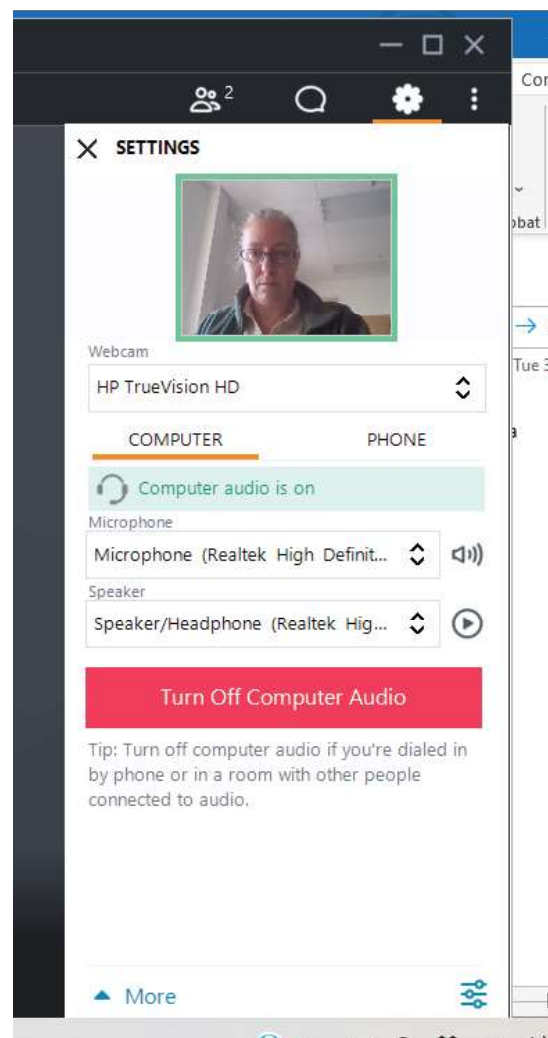 2
SETTINGS
Webcam
HP TrueVision HD
COMPUTER PHONE
Computer audio is on
Microphone
Microphone (Realtek High Definit...
Speaker
Speaker/Headphone (Realtek Hig...
Turn Off Computer Audio
Tip: Turn off computer audio if you're dialed in
by phone or in a room with other people
connected to audio.
More
Tue 3